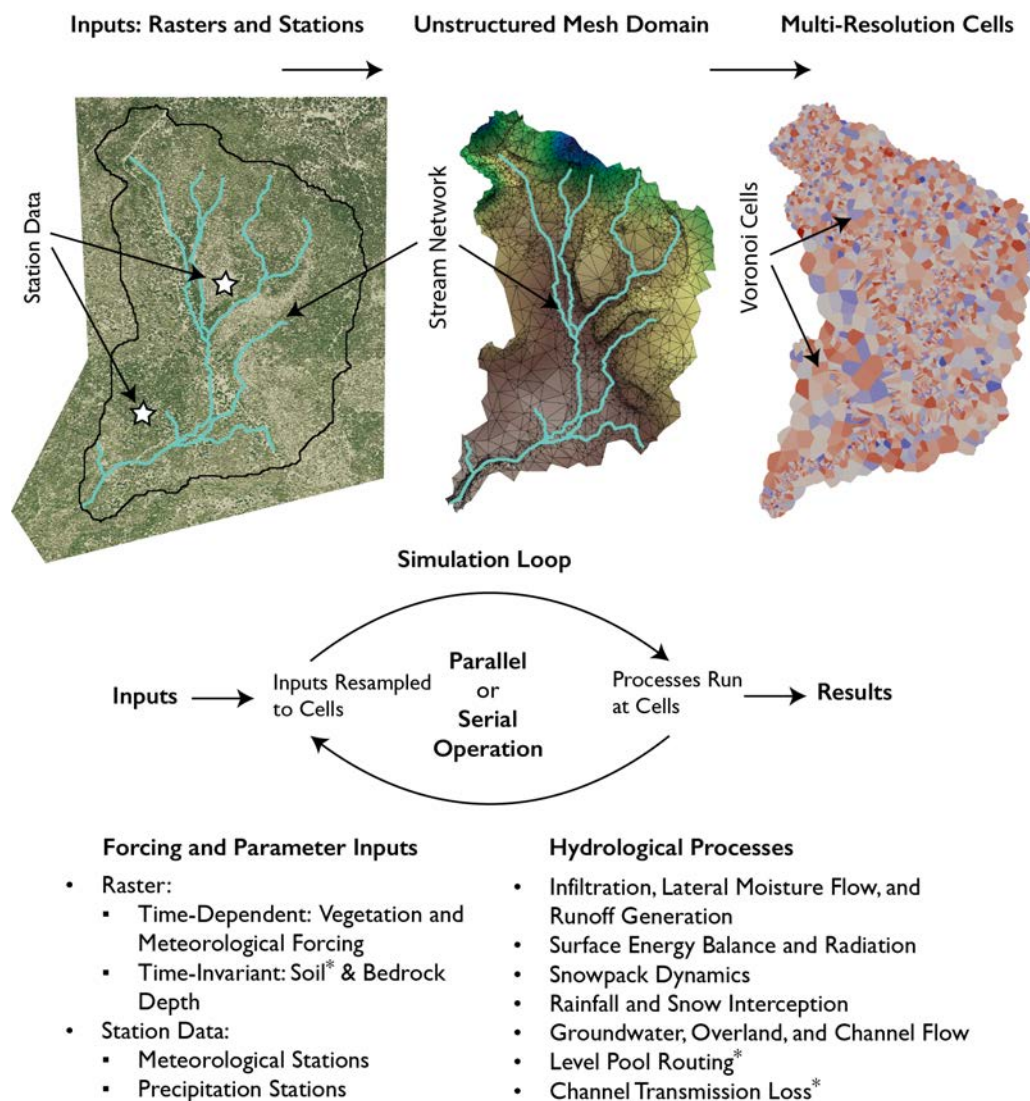 Inputs: Rasters and Stations
Unstructured Mesh Domain
Multi-Resolution Cells
Station Data
Stream Network
Voronoi Cells
Simulation Loop
Inputs
Inputs Resampled
to Cells
Parallel
or
Serial
Operation
Processes Run
at Cells
Results
Forcing and Parameter Inputs
• Raster:
▪ Time-Dependent: Vegetation and
Meteorological Forcing
▪ Time-Invariant: Soil* & Bedrock
Depth
• Station Data:
▪ Meteorological Stations
▪ Precipitation Stations
Hydrological Processes
• Infiltration, Lateral Moisture Flow, and
Runoff Generation
• Surface Energy Balance and Radiation
• Snowpack Dynamics
• Rainfall and Snow Interception
• Groundwater, Overland, and Channel Flow
• Level Pool Routing*
• Channel Transmission Loss*